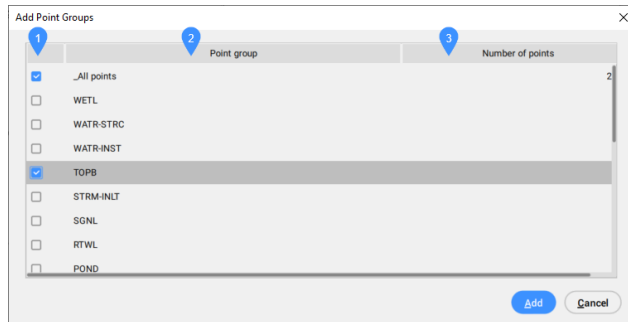 Add Point Groups
1 2 3
Point group Number of points
_All points 2
WETL
WATR-STRC
WATR-INST
TOPB
STRM-INLT
SGNL
RTWL
POND
Add Cancel